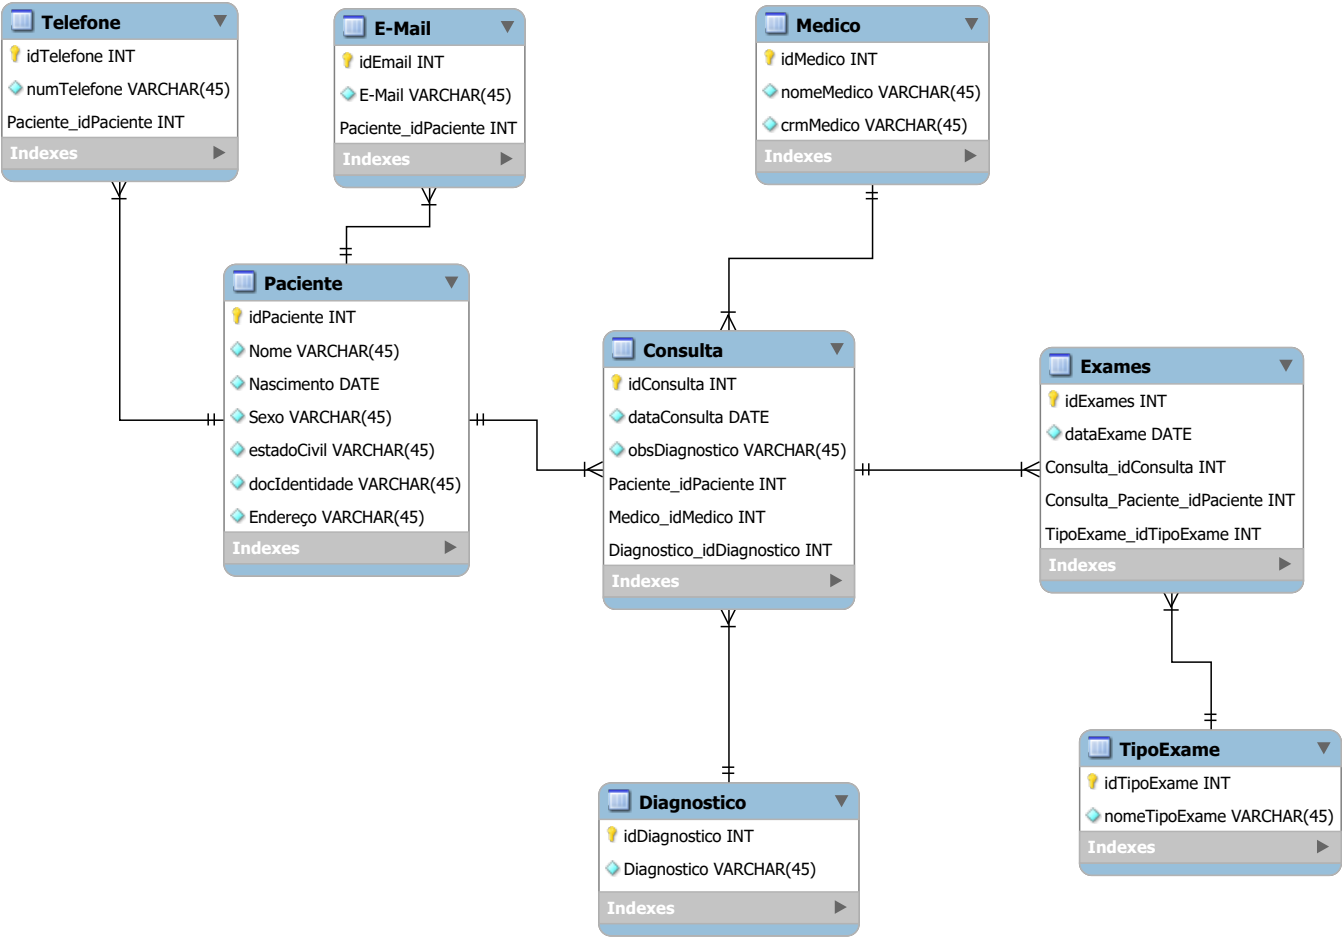 Telefone
idTelefone INT
numTelefone VARCHAR(45)
Paciente_idPaciente INT
Indexes
E-Mail
idEmail INT
E-Mail VARCHAR(45)
Paciente_idPaciente INT
Indexes
Medico
idMedico INT
nomeMedico VARCHAR(45)
crmMedico VARCHAR(45)
Indexes
Paciente
idPaciente INT
Nome VARCHAR(45)
Nascimento DATE
Sexo VARCHAR(45)
estadoCivil VARCHAR(45)
docIdentidade VARCHAR(45)
Endereço VARCHAR(45)
Indexes
Consulta
idConsulta INT
dataConsulta DATE
obsDiagnostico VARCHAR(45)
Paciente_idPaciente INT
Medico_idMedico INT
Diagnostico_idDiagnostico INT
Indexes
Exames
idExames INT
dataExame DATE
Consulta_idConsulta INT
Consulta_Paciente_idPaciente INT
TipoExame_idTipoExame INT
Indexes
TipoExame
idTipoExame INT
nomeTipoExame VARCHAR(45)
Indexes
Diagnostico
idDiagnostico INT
Diagnostico VARCHAR(45)
Indexes